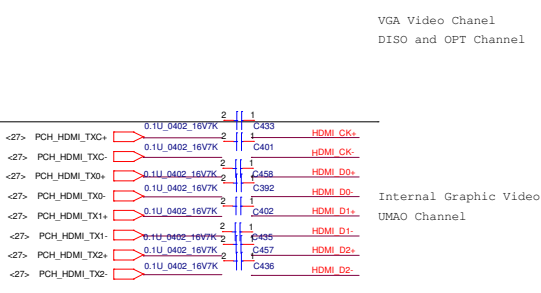 VGA Video Chanel
DISO and OPT Channel
2 1
0.1U_0402_16V7K C433
<27> PCH_HDMI_TXC+ 2 1 HDMI_CK+
0.1U_0402_16V7K C401
<27> PCH_HDMI_TXC- HDMI_CK-
2 1
<27> PCH_HDMI_TX0+ 0.1U_0402_16V7K C458 HDMI_D0+
2 1
0.1U_0402_16V7K C392
<27> PCH_HDMI_TX0- HDMI_D0-
Internal Graphic Video
2 1
<27> PCH_HDMI_TX1+ 0.1U_0402_16V7K C402 HDMI_D1+
UMAO Channel
2 1
<27> PCH_HDMI_TX1- 0.1U_0402_16V7K C435 HDMI_D1-
2 1
<27> PCH_HDMI_TX2+ 0.1U_0402_16V7K C457 HDMI_D2+
2 1
0.1U_0402_16V7K C436
<27> PCH_HDMI_TX2- HDMI_D2-